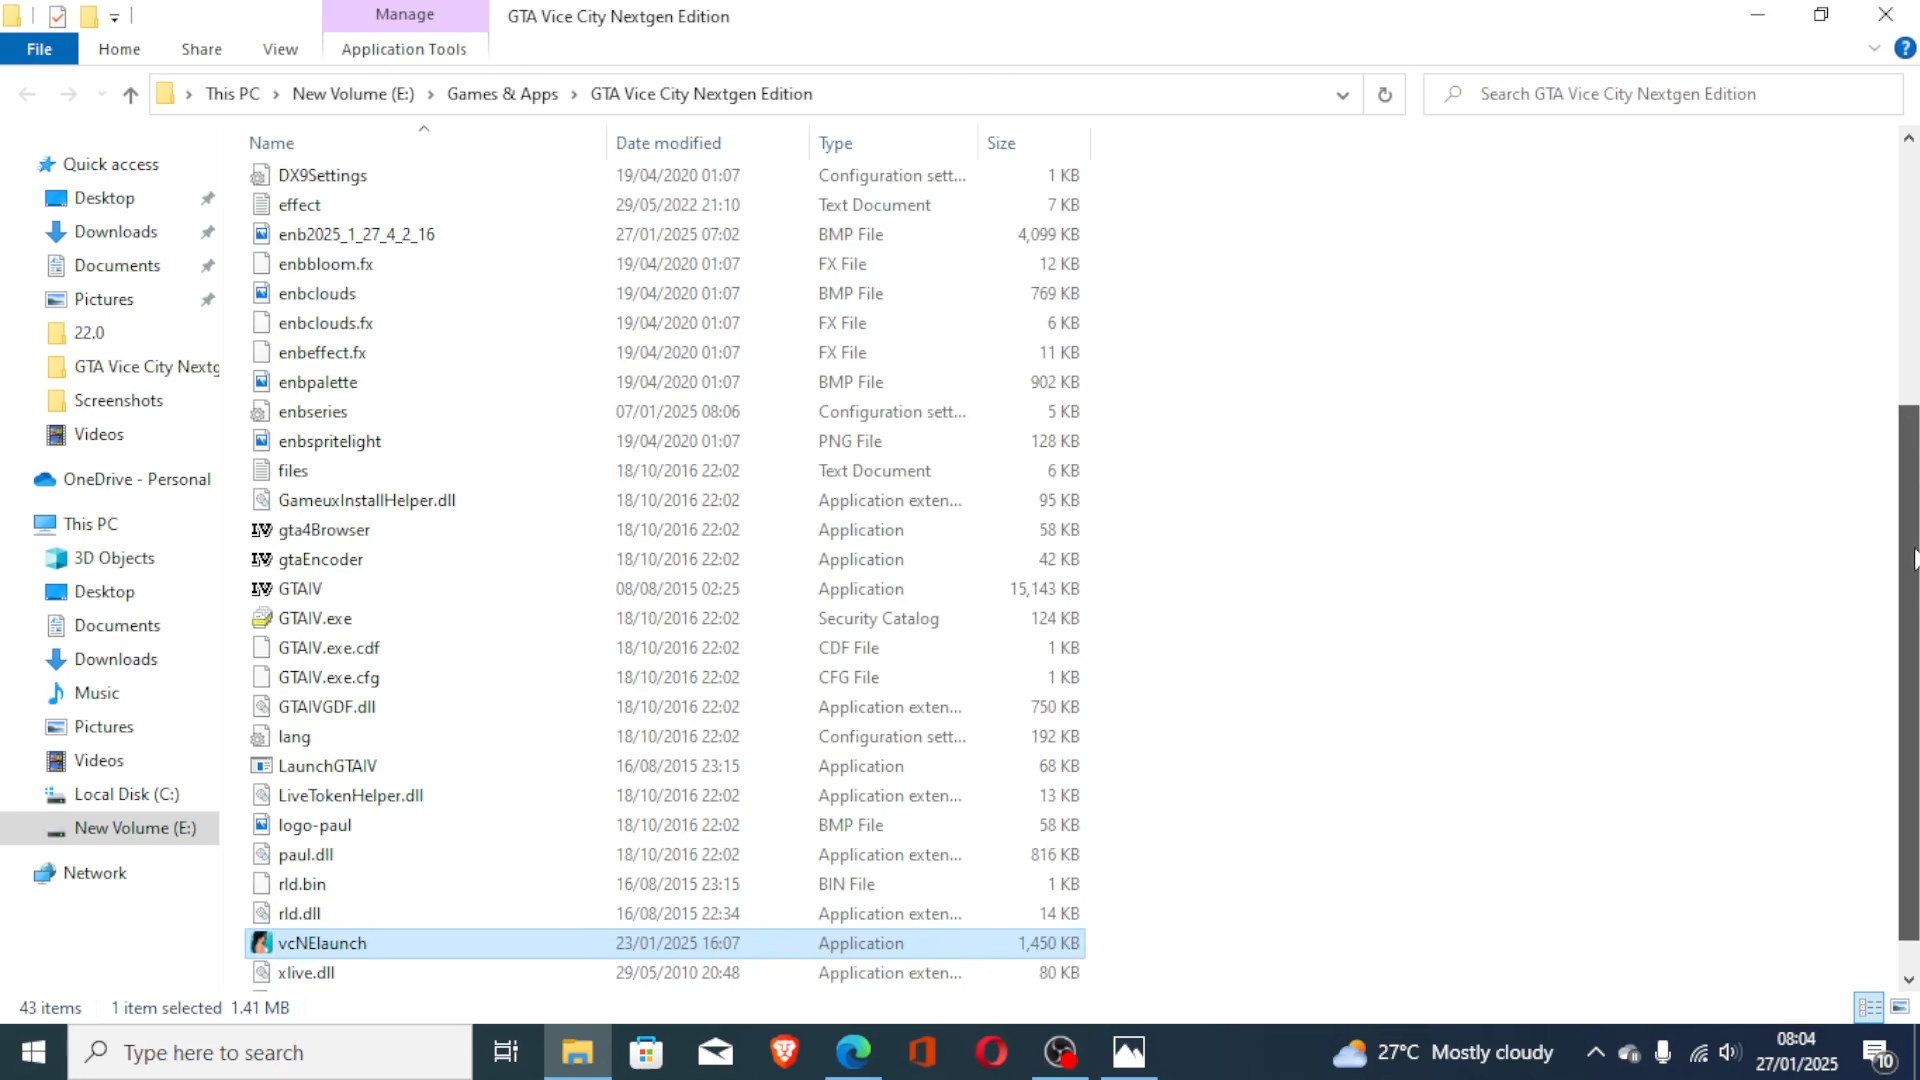 Manage
GTA Vice City Nextgen Edition
File Home Share View Application Tools
This PC New Volume (E:) Games & Apps GTA Vice City Nextgen Edition
Search GTA Vice City Nextgen Edition
Quick access
Desktop
Downloads
Documents
Pictures
22.0
GTA Vice City Nextg
Screenshots
Videos
OneDrive - Personal
This PC
3D Objects
Desktop
Documents
Downloads
Music
Pictures
Videos
Local Disk (C:)
New Volume (E:)
Network
Name Date modified Type Size
DX9Settings 19/04/2020 01:07 Configuration sett... 1 KB
effect 29/05/2022 21:10 Text Document 7 KB
enb2025_1_27_4_2_16 27/01/2025 07:02 BMP File 4,099 KB
enbbloom.fx 19/04/2020 01:07 FX File 12 KB
enbclouds 19/04/2020 01:07 BMP File 769 KB
enbclouds.fx 19/04/2020 01:07 FX File 6 KB
enbeffect.fx 19/04/2020 01:07 FX File 11 KB
enbpalette 19/04/2020 01:07 BMP File 902 KB
enbseries 07/01/2025 08:06 Configuration sett... 5 KB
enbspritelight 19/04/2020 01:07 PNG File 128 KB
files 18/10/2016 22:02 Text Document 6 KB
GameuxInstallHelper.dll 18/10/2016 22:02 Application exten... 95 KB
IV gta4Browser 18/10/2016 22:02 Application 58 KB
IV gtaEncoder 18/10/2016 22:02 Application 42 KB
IV GTAIV 08/08/2015 02:25 Application 15,143 KB
GTAIV.exe 18/10/2016 22:02 Security Catalog 124 KB
GTAIV.exe.cdf 18/10/2016 22:02 CDF File 1 KB
GTAIV.exe.cfg 18/10/2016 22:02 CFG File 1 KB
GTAIVGDF.dll 18/10/2016 22:02 Application exten... 750 KB
lang 18/10/2016 22:02 Configuration sett... 192 KB
LaunchGTAIV 16/08/2015 23:15 Application 68 KB
LiveTokenHelper.dll 18/10/2016 22:02 Application exten... 13 KB
logo-paul 18/10/2016 22:02 BMP File 58 KB
paul.dll 18/10/2016 22:02 Application exten... 816 KB
rld.bin 16/08/2015 23:15 BIN File 1 KB
rld.dll 16/08/2015 22:34 Application exten... 14 KB
vcNElaunch 23/01/2025 16:07 Application 1,450 KB
xlive.dll 29/05/2010 20:48 Application exten... 80 KB
43 items 1 item selected 1.41 MB
Type here to search
27°C Mostly cloudy
08:04
27/01/2025
10